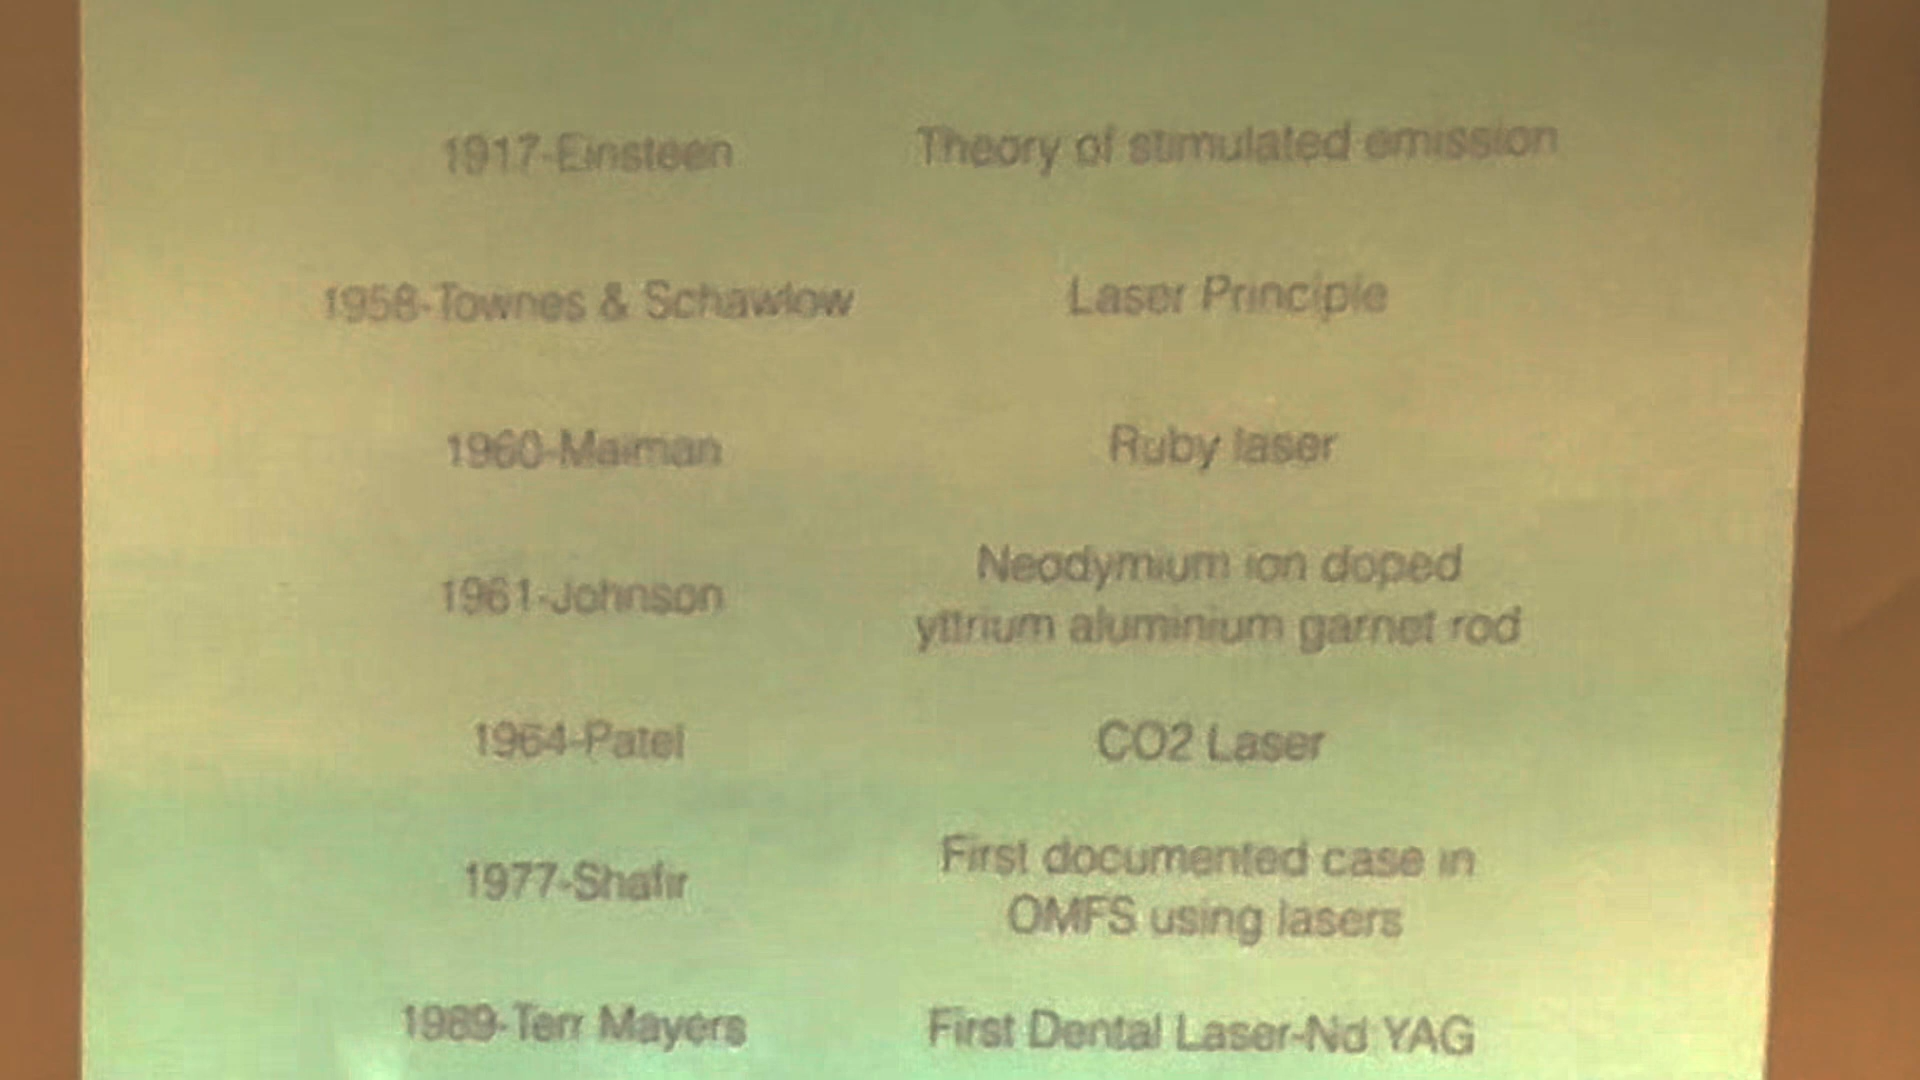 1917-Einsteen Theory of stimulated emission
1958-Townes & Schawlow Laser Principle
1960-Maiman Ruby laser
1961-Johnson Neodymium ion doped
yttrium aluminium garnet rod
1964-Patel CO2 Laser
1977-Shafir First documented case in
OMFS using lasers
1989-Terr Mayers First Dental Laser-Nd YAG